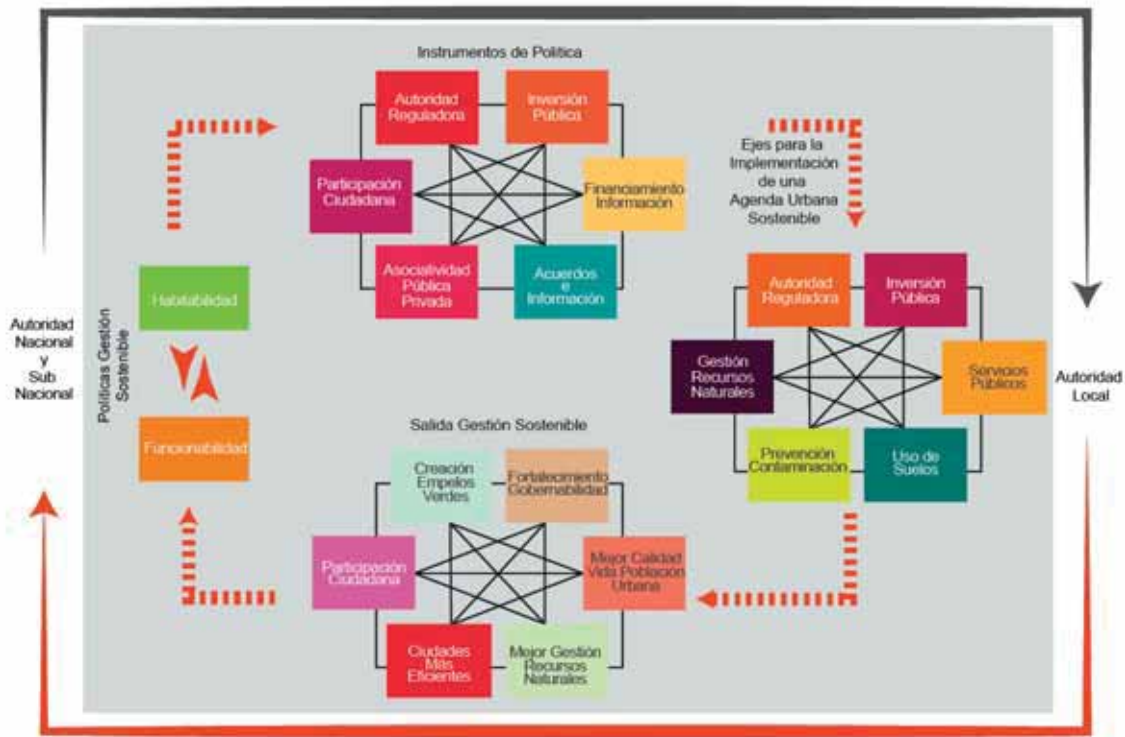 Instrumentos de Política
Autoridad
Reguladora
Inversión
Pública
Participación
Ciudadana
Financiamiento
Información
Asociatividad
Pública
Privada
Acuerdos
e
Información
Ejes para la
Implementación
de una
Agenda Urbana
Sostenible
Autoridad
Reguladora
Inversión
Pública
Gestión
Recursos
Naturales
Servicios
Públicos
Prevención
Contaminación
Uso de
Suelos
Autoridad
Local
Autoridad
Nacional
y
Sub
Nacional
Políticas Gestión
Sostenible
Habitabilidad
Funcionabilidad
Salida Gestión Sostenible
Creación
Empelos
Verdes
Fortalecimiento
Gobernabilidad
Participación
Ciudadana
Mejor Calidad
Vida Población
Urbana
Ciudades
Más
Eficientes
Mejor Gestión
Recursos
Naturales